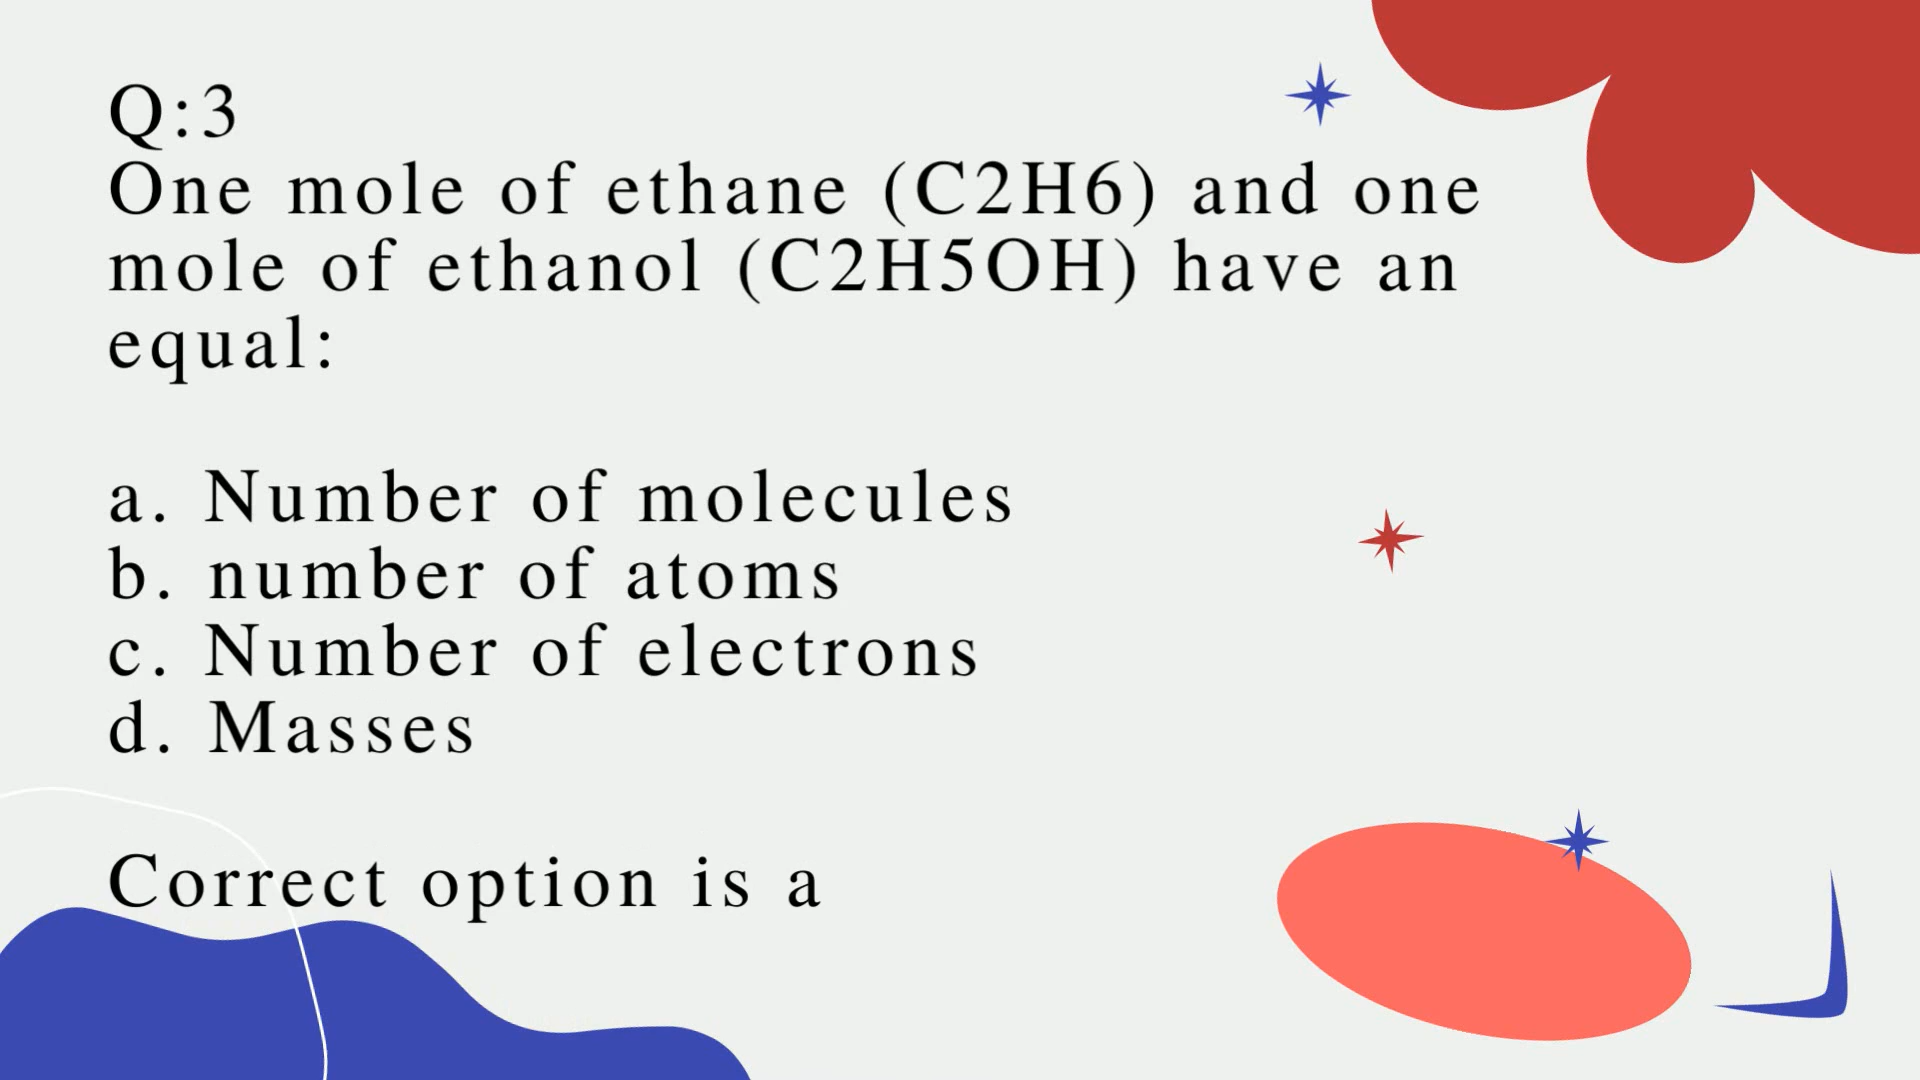 Q:3
One mole of ethane (C2H6) and one
mole of ethanol (C2H5OH) have an
equal:
a. Number of molecules
b. number of atoms
c. Number of electrons
d. Masses
Correct option is a